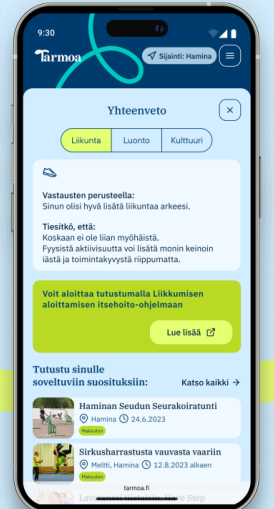 9:30
Tarmoa
Sijainti: Hamina
Yhteenveto
Liikunta
Luonto
Kulttuuri
Vastausten perusteella:
Sinun olisi hyvä lisätä liikuntaa arkeesi.
Tiesitkö, että:
Koskaan ei ole liian myöhäistä.
Fyysistä aktiivisuutta voi lisätä monin keinoin
iästä ja toimintakyvystä riippumatta.
Voit aloittaa tutustumalla Liikkumisen
aloittamisen itsehoito-ohjelmaan
Lue lisää
Tutustu sinulle
soveltuviin suosituksiin:
Katso kaikki
Haminan Seudun Seurakoiratunti
Hamina
24.6.2023
Maksuton
Sirkusharrastusta vauvasta vaariin
Meltti, Hamina
12.8.2023 alkaen
Maksuton
tarmoa.fi